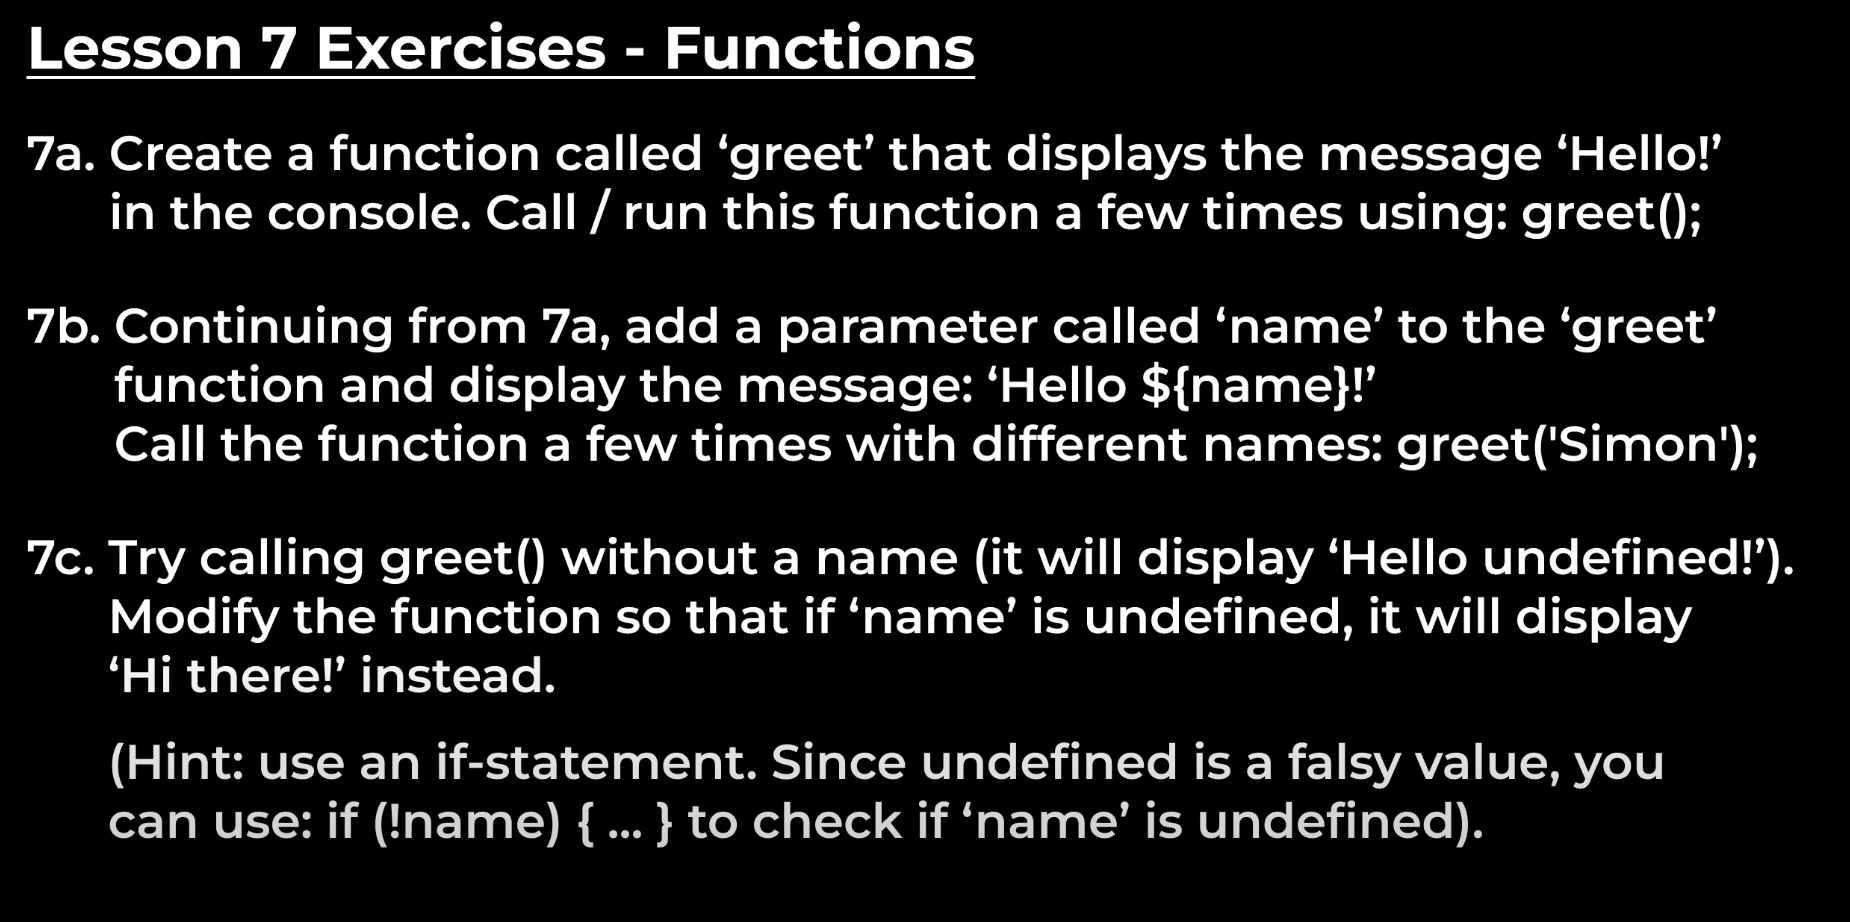 Lesson 7 Exercises - Functions
7a. Create a function called ‘greet’ that displays the message ‘Hello!’
in the console. Call / run this function a few times using: greet();
7b. Continuing from 7a, add a parameter called ‘name’ to the ‘greet’
function and display the message: ‘Hello ${name}!’
Call the function a few times with different names: greet('Simon');
7c. Try calling greet() without a name (it will display ‘Hello undefined!’).
Modify the function so that if ‘name’ is undefined, it will display
‘Hi there!’ instead.
(Hint: use an if-statement. Since undefined is a falsy value, you
can use: if (!name) { ... } to check if ‘name’ is undefined).